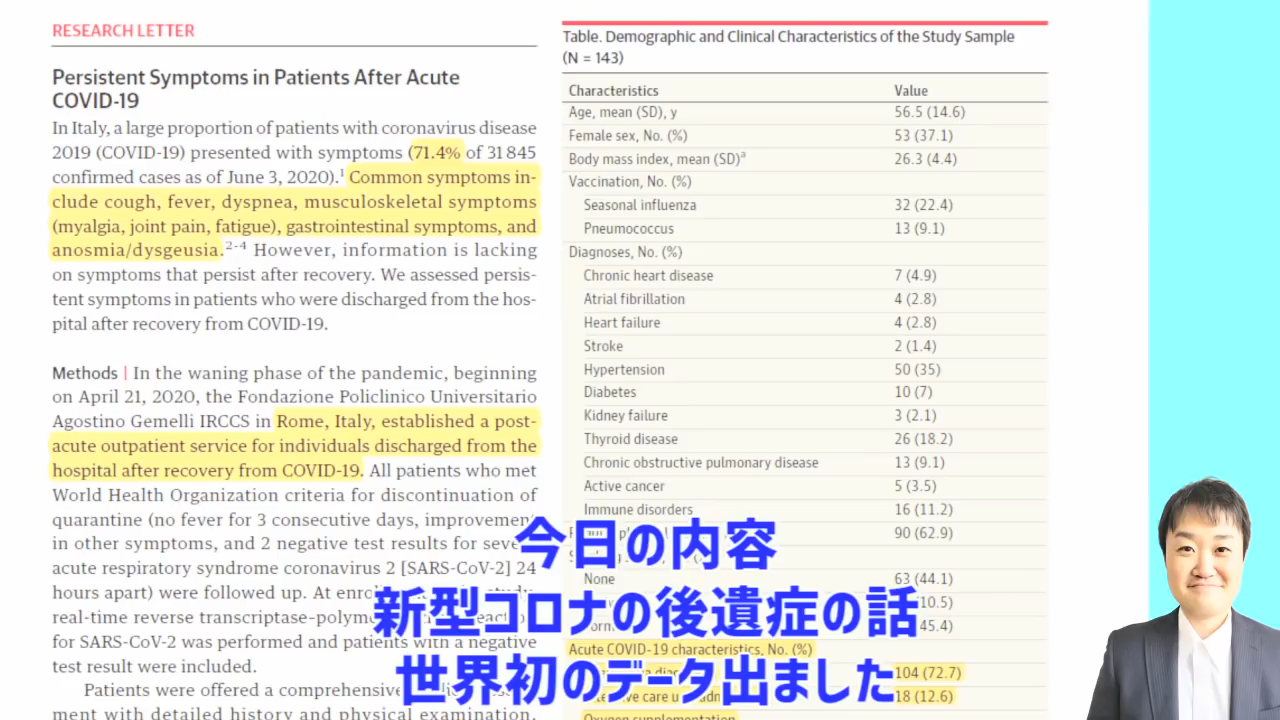 RESEARCH LETTER
Persistent Symptoms in Patients After Acute
COVID-19
In Italy, a large proportion of patients with coronavirus disease
2019 (COVID-19) presented with symptoms (71.4% of 31 845
confirmed cases as of June 3, 2020).1 Common symptoms in-
clude cough, fever, dyspnea, musculoskeletal symptoms
(myalgia, joint pain, fatigue), gastrointestinal symptoms, and
anosmia/dysgeusia.2-4 However, information is lacking
on symptoms that persist after recovery. We assessed persis-
tent symptoms in patients who were discharged from the hos-
pital after recovery from COVID-19.
Methods | In the waning phase of the pandemic, beginning
on April 21, 2020, the Fondazione Policlinico Universitario
Agostino Gemelli IRCCS in Rome, Italy, established a post-
acute outpatient service for individuals discharged from the
hospital after recovery from COVID-19. All patients who met
World Health Organization criteria for discontinuation of
quarantine (no fever for 3 consecutive days, improvement
in other symptoms, and 2 negative test results for
acute respiratory syndrome coronavirus 2 [SARS-CoV-2] 24
hours apart) were followed up. At
real-time reverse
for SARS-CoV-2 was performed and patients with a negative
test result were included.
Patients were offered a comprehensive
ment with detailed history and physical examination.
Table. Demographic and Clinical Characteristics of the Study Sample
(N = 143)
Characteristics Value
Age, mean (SD), y 56.5 (14.6)
Female sex, No. (%) 53 (37.1)
Body mass index, mean (SD)a 26.3 (4.4)
Vaccination, No. (%)
Seasonal influenza 32 (22.4)
Pneumococcus 13 (9.1)
Diagnoses, No. (%)
Chronic heart disease 7 (4.9)
Atrial fibrillation 4 (2.8)
Heart failure 4 (2.8)
Stroke 2 (1.4)
Hypertension 50 (35)
Diabetes 10 (7)
Kidney failure 3 (2.1)
Thyroid disease 26 (18.2)
Chronic obstructive pulmonary disease 13 (9.1)
Active cancer 5 (3.5)
Immune disorders 16 (11.2)
90 (62.9)
None 63 (44.1)
10.5)
45.4)
Acute COVID-19 characteristics, No. (%)
104 (72.7)
18 (12.6)
Oxygen supplementation
今日の内容
新型コロナの後遺症の話
世界初のデータ出ました